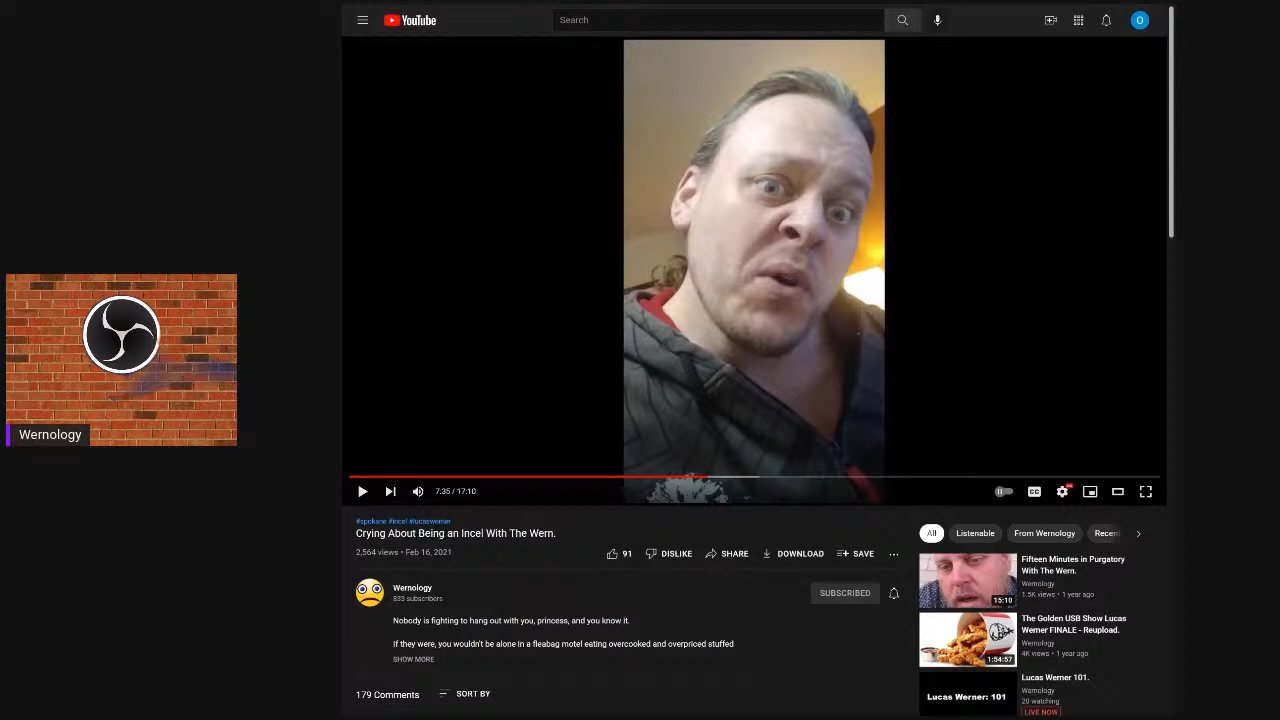 YouTube
Search
O
Wernology
7:35 / 17:10
CC
#spokane #incel #lucaswerner
Crying About Being an Incel With The Wern.
2,564 views • Feb 16, 2021
91
DISLIKE
SHARE
DOWNLOAD
SAVE
Wernology
833 subscribers
SUBSCRIBED
Nobody is fighting to hang out with you, princess, and you know it.
If they were, you wouldn't be alone in a fleabag motel eating overcooked and overpriced stuffed
SHOW MORE
179 Comments
SORT BY
All
Listenable
From Wernology
Recen
15:10
Fifteen Minutes in Purgatory
With The Wern.
Wernology
1.5K views • 1 year ago
KFC
1:54:57
The Golden USB Show Lucas
Werner FINALE - Reupload.
Wernology
4K views • 1 year ago
Lucas Werner: 101
Lucas Werner 101.
Wernology
20 watching
LIVE NOW